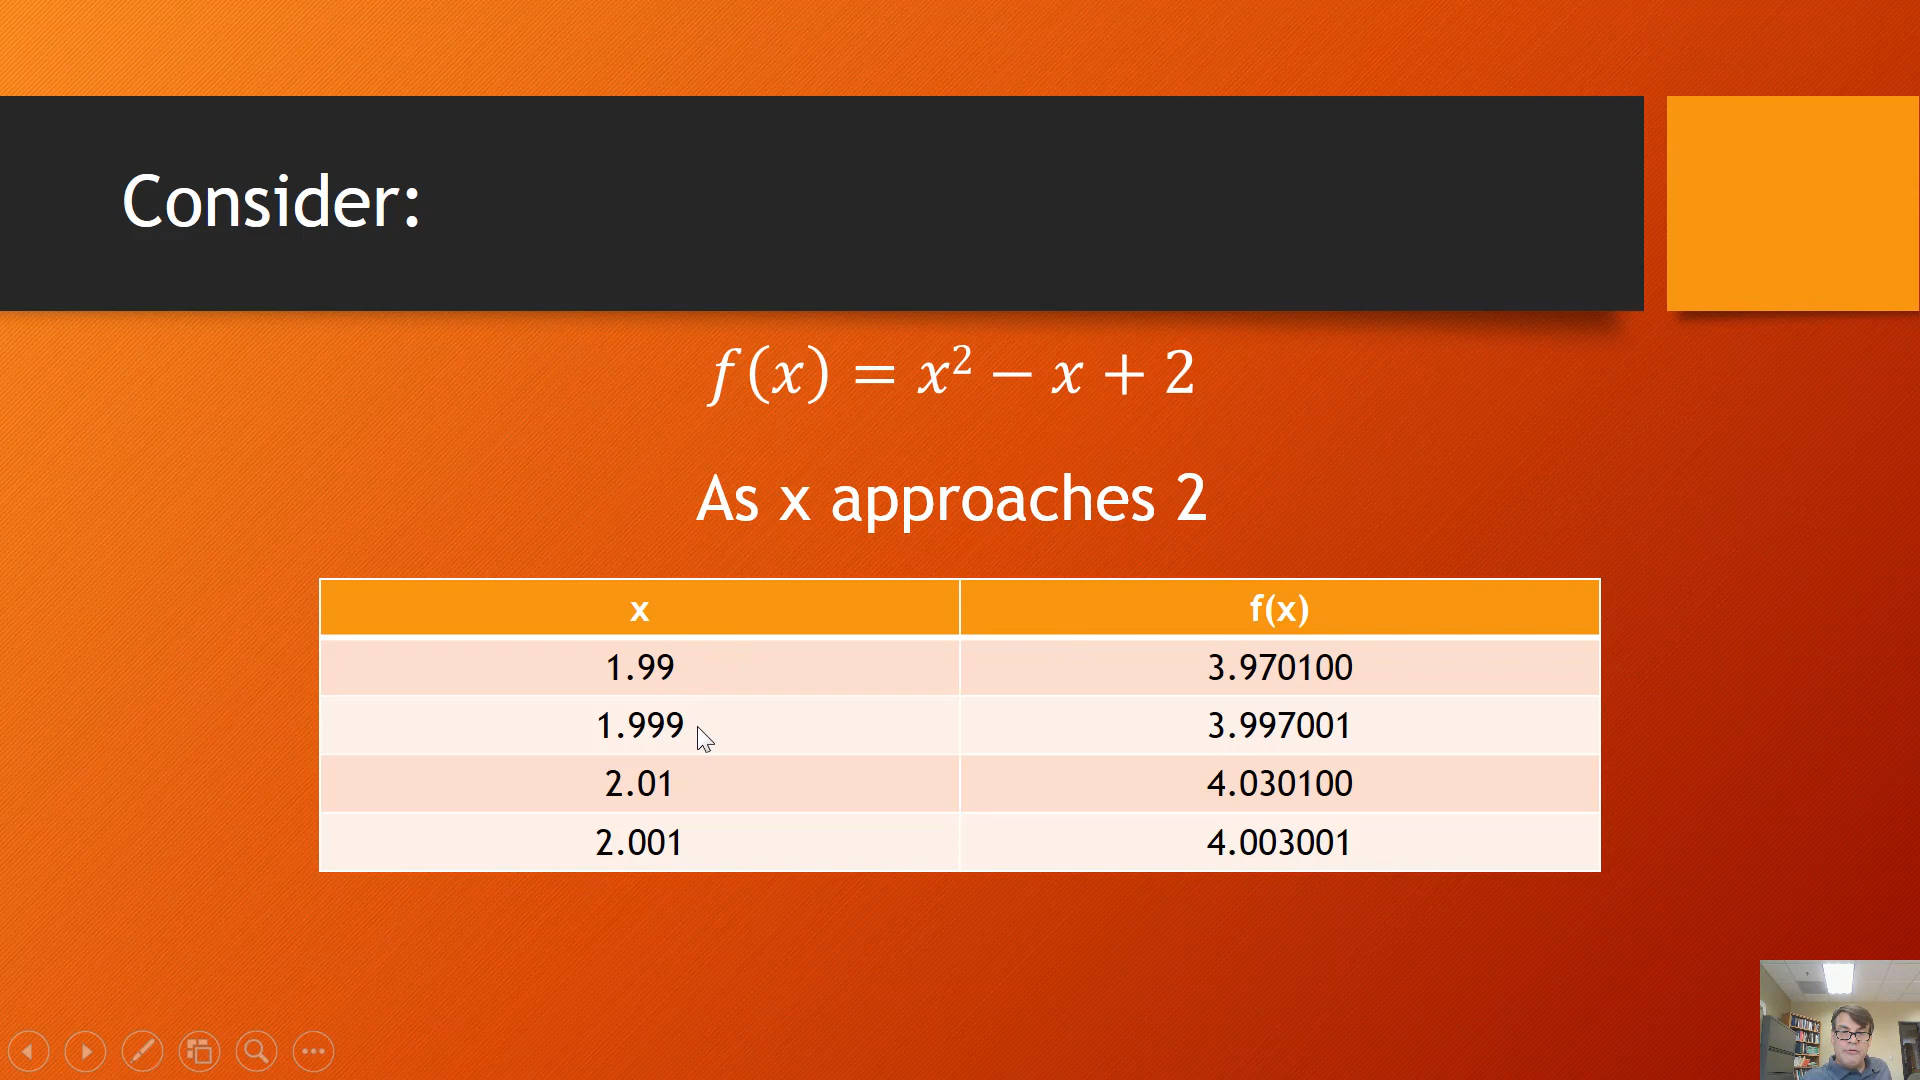 Consider:
f(x) = x² − x + 2
As x approaches 2
x f(x)
1.99 3.970100
1.999 3.997001
2.01 4.030100
2.001 4.003001